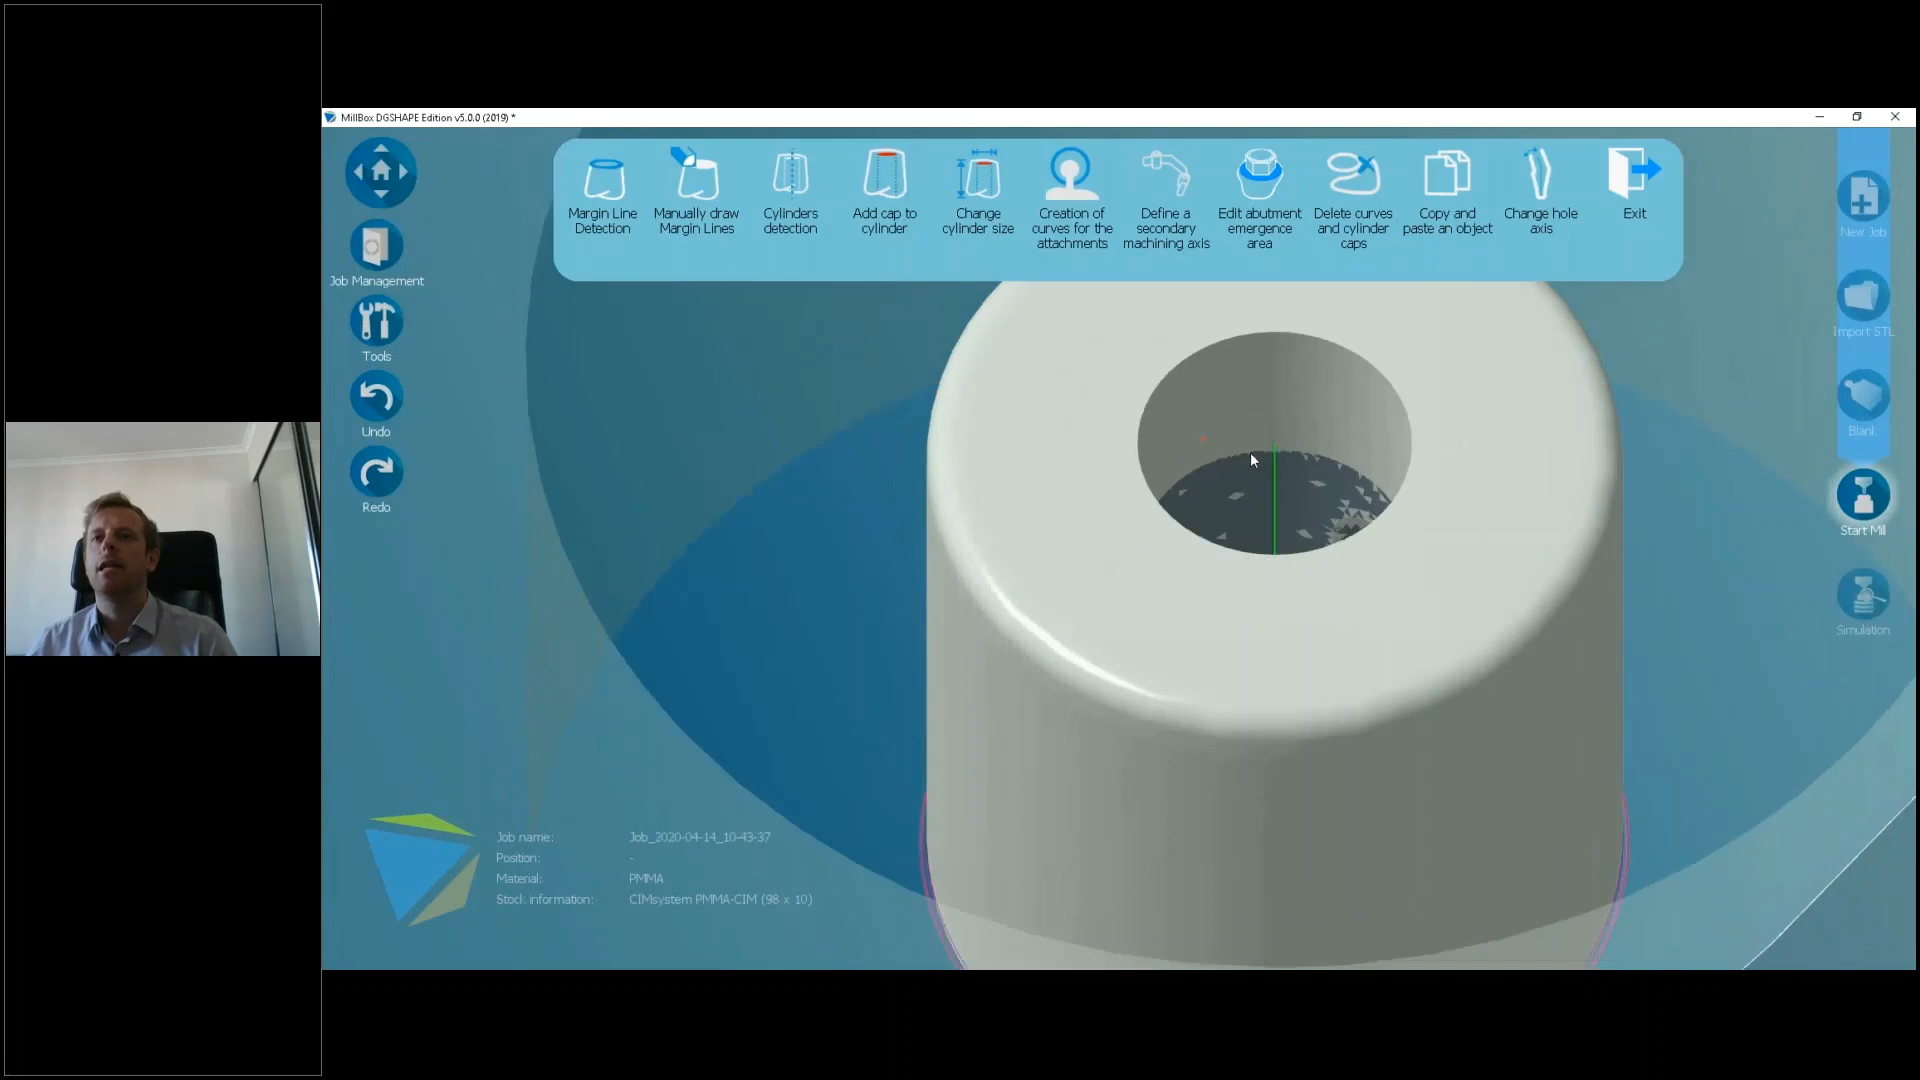 MillBox DGSHAPE Edition v5.0.0 (2019) *
Margin Line
Detection
Manually draw
Margin Lines
Cylinders
detection
Add cap to
cylinder
Change
cylinder size
Creation of
curves for the
attachments
Define a
secondary
machining axis
Edit abutment
emergence
area
Delete curves
and cylinder
caps
Copy and
paste an object
Change hole
axis
Exit
Job Management
Tools
Undo
Redo
New Job
Import STL
Blank
Start Mill
Simulation
Job name: Job_2020-04-14_10-43-37
Position: -
Material: PMMA
Stock information: CIMsystem PMMA-CIM (98 x 10)